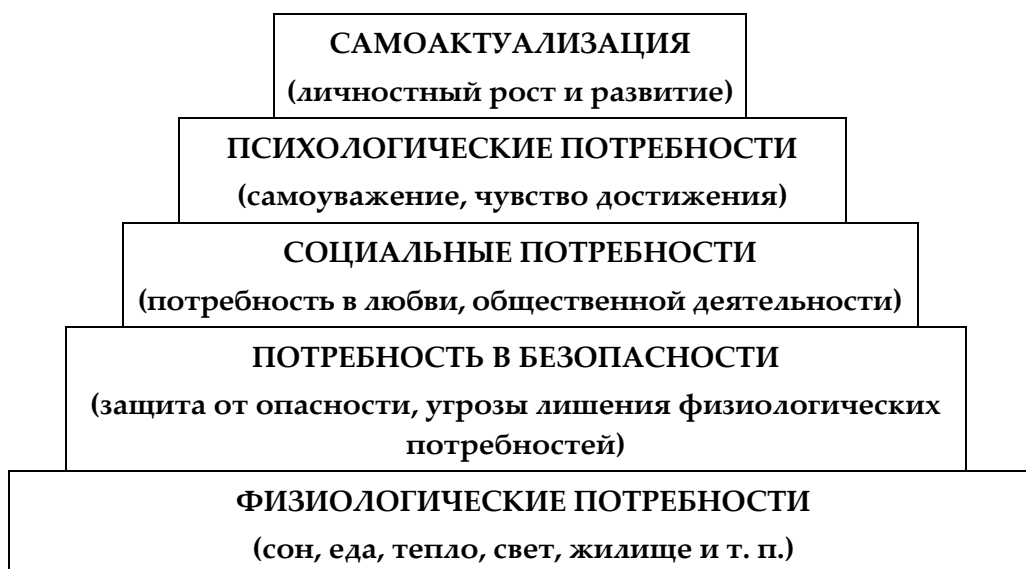 САМОАКТУАЛИЗАЦИЯ
(личностный рост и развитие)
ПСИХОЛОГИЧЕСКИЕ ПОТРЕБНОСТИ
(самоуважение, чувство достижения)
СОЦИАЛЬНЫЕ ПОТРЕБНОСТИ
(потребность в любви, общественной деятельности)
ПОТРЕБНОСТЬ В БЕЗОПАСНОСТИ
(защита от опасности, угрозы лишения физиологических
потребностей)
ФИЗИОЛОГИЧЕСКИЕ ПОТРЕБНОСТИ
(сон, еда, тепло, свет, жилище и т. п.)